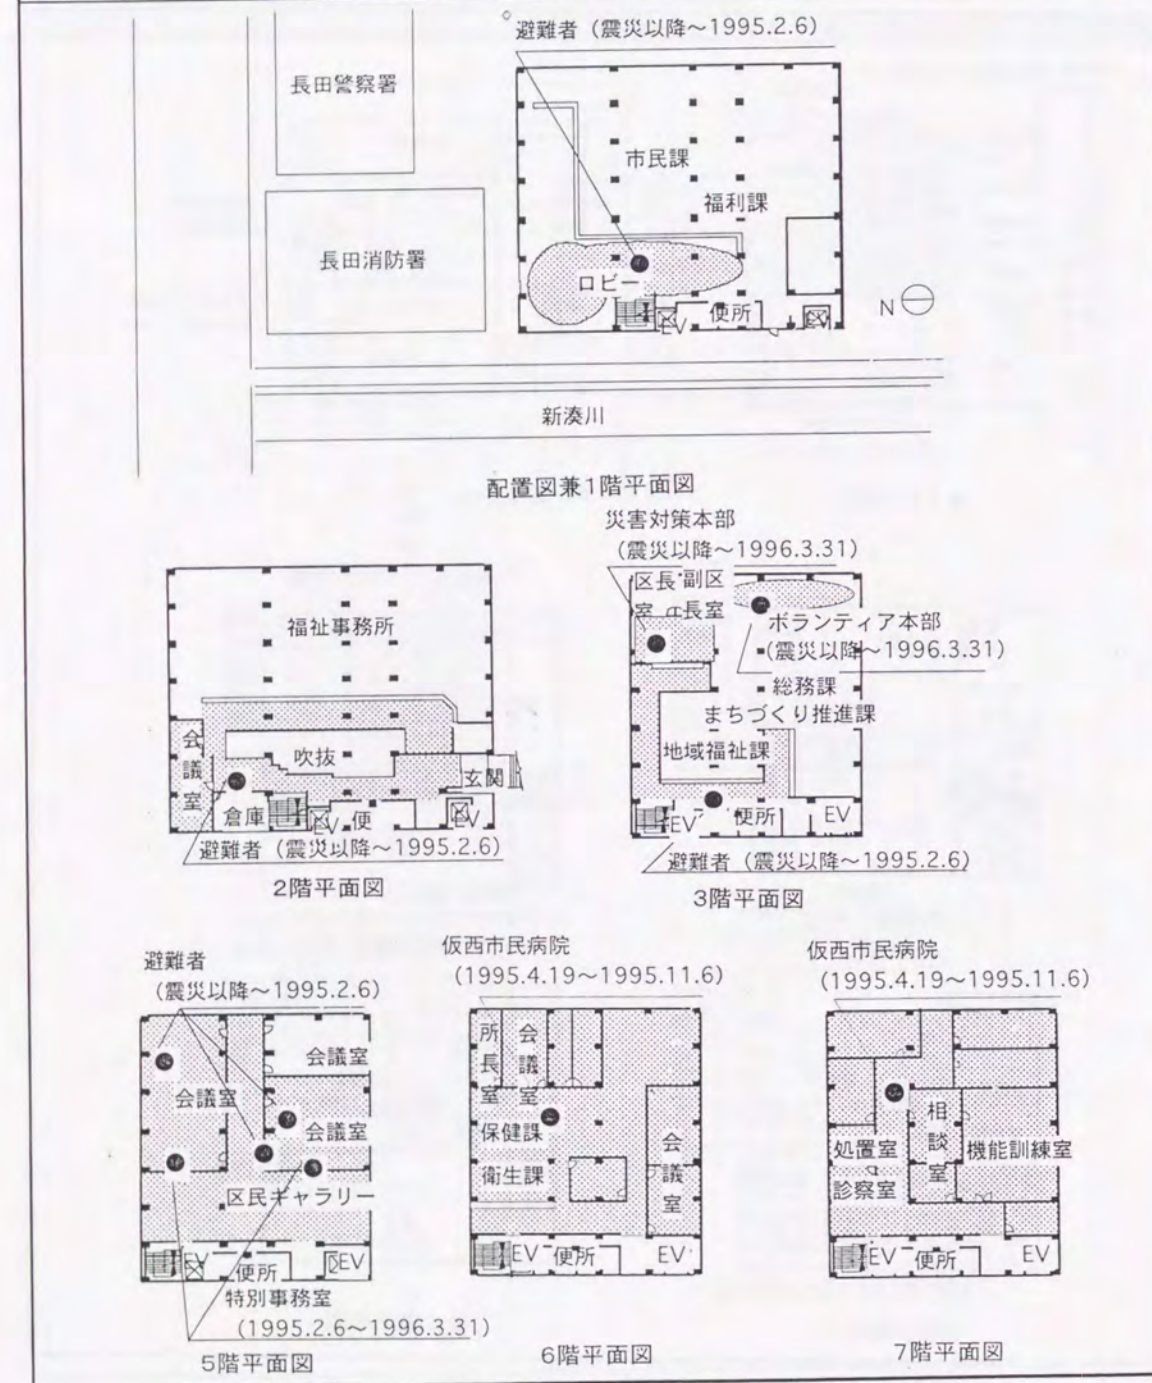 避難者（震災以降～1995.2.6）
長田警察署
市民課
福利課
長田消防署
ロビー
便所
EV
EV
N
新湊川
配置図兼1階平面図
災害対策本部
（震災以降～1996.3.31）
区長室
副区長室
ボランティア本部
（震災以降～1996.3.31）
総務課
まちづくり推進課
地域福祉課
EV
便所
EV
避難者（震災以降～1995.2.6）
3階平面図
福祉事務所
会議室
吹抜
玄関
倉庫
EV
便
EV
避難者（震災以降～1995.2.6）
2階平面図
避難者
（震災以降～1995.2.6）
会議室
会議室
会議室
区民ギャラリー
EV
便所
EV
特別事務室
（1995.2.6～1996.3.31）
5階平面図
仮西市民病院
（1995.4.19～1995.11.6）
所長室
会議室
保健課
衛生課
会議室
EV
便所
EV
6階平面図
仮西市民病院
（1995.4.19～1995.11.6）
処置室
相談室
機能訓練室
診察室
EV
便所
EV
7階平面図